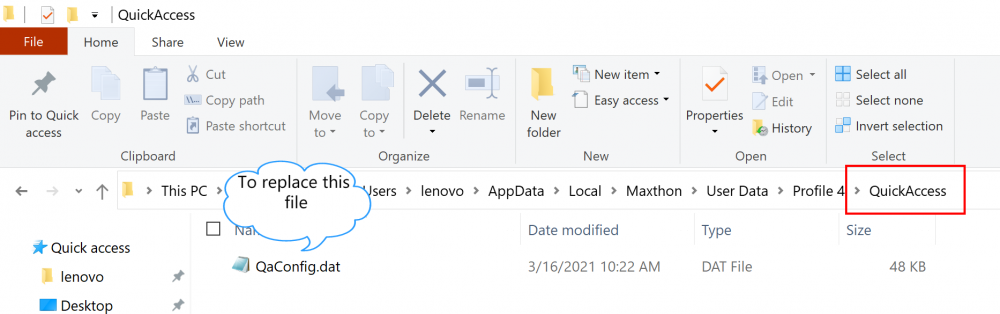 QuickAccess
File Home Share View
Pin to Quick access
Copy
Paste
Cut
Copy path
Paste shortcut
Clipboard
Move to
Copy to
Delete
Rename
Organize
New folder
New item
Easy access
New
Properties
Open
Edit
History
Open
Select all
Select none
Invert selection
Select
This PC Users lenovo AppData Local Maxthon User Data Profile 4 QuickAccess
To replace this
file
Date modified Type Size
Quick access
QaConfig.dat 3/16/2021 10:22 AM DAT File 48 KB
lenovo
Desktop